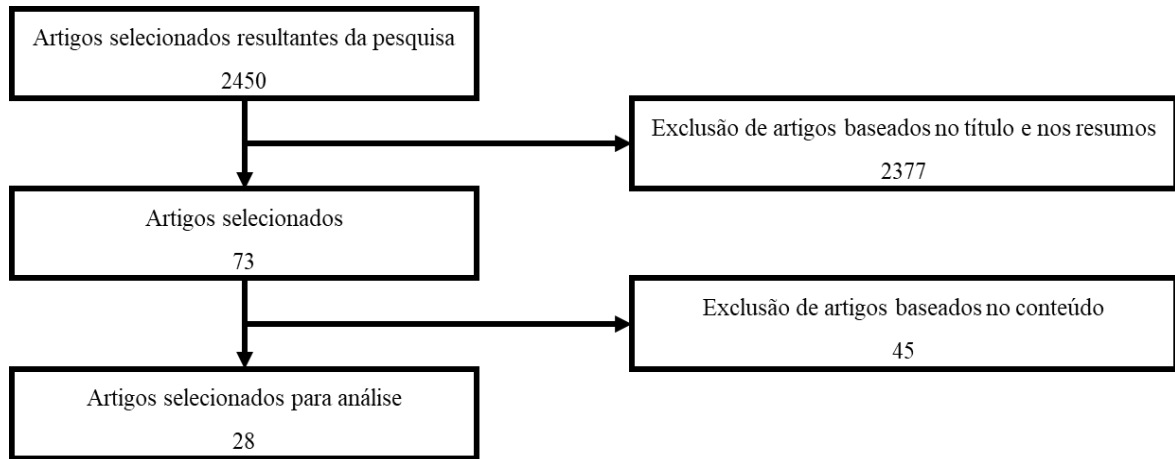 Artigos selecionados resultantes da pesquisa
2450
Exclusão de artigos baseados no título e nos resumos
2377
Artigos selecionados
73
Exclusão de artigos baseados no conteúdo
45
Artigos selecionados para análise
28